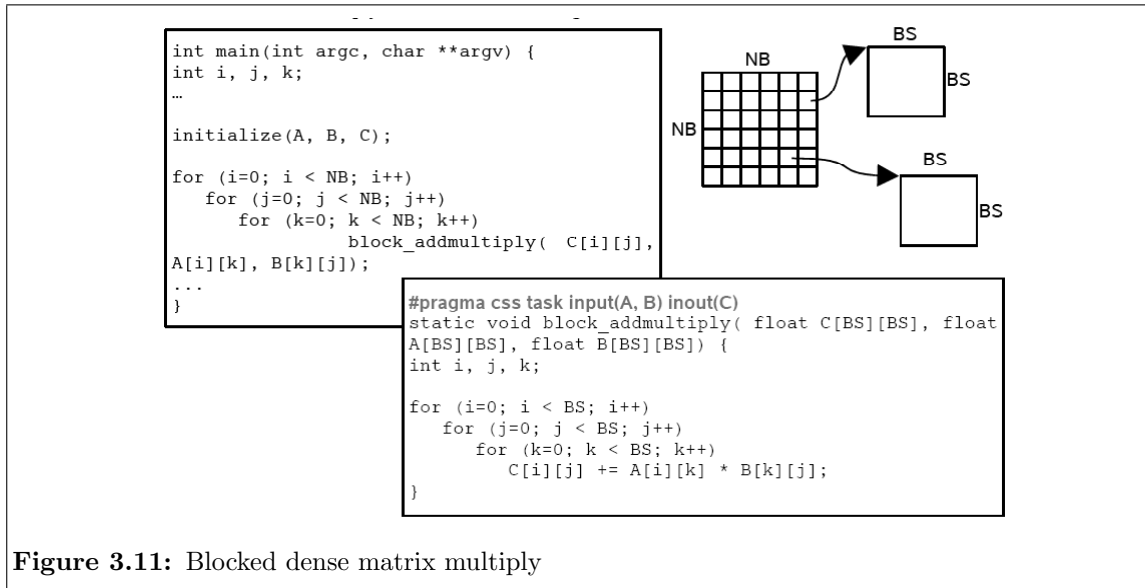 int main(int argc, char **argv) {
int i, j, k;
…
initialize(A, B, C);
for (i=0; i < NB; i++)
for (j=0; j < NB; j++)
for (k=0; k < NB; k++)
block_addmultiply( C[i][j],
A[i][k], B[k][j]);
...
}
NB
NB
BS
BS
BS
BS
#pragma css task input(A, B) inout(C)
static void block_addmultiply( float C[BS][BS], float
A[BS][BS], float B[BS][BS]) {
int i, j, k;
for (i=0; i < BS; i++)
for (j=0; j < BS; j++)
for (k=0; k < BS; k++)
C[i][j] += A[i][k] * B[k][j];
}
Figure 3.11: Blocked dense matrix multiply